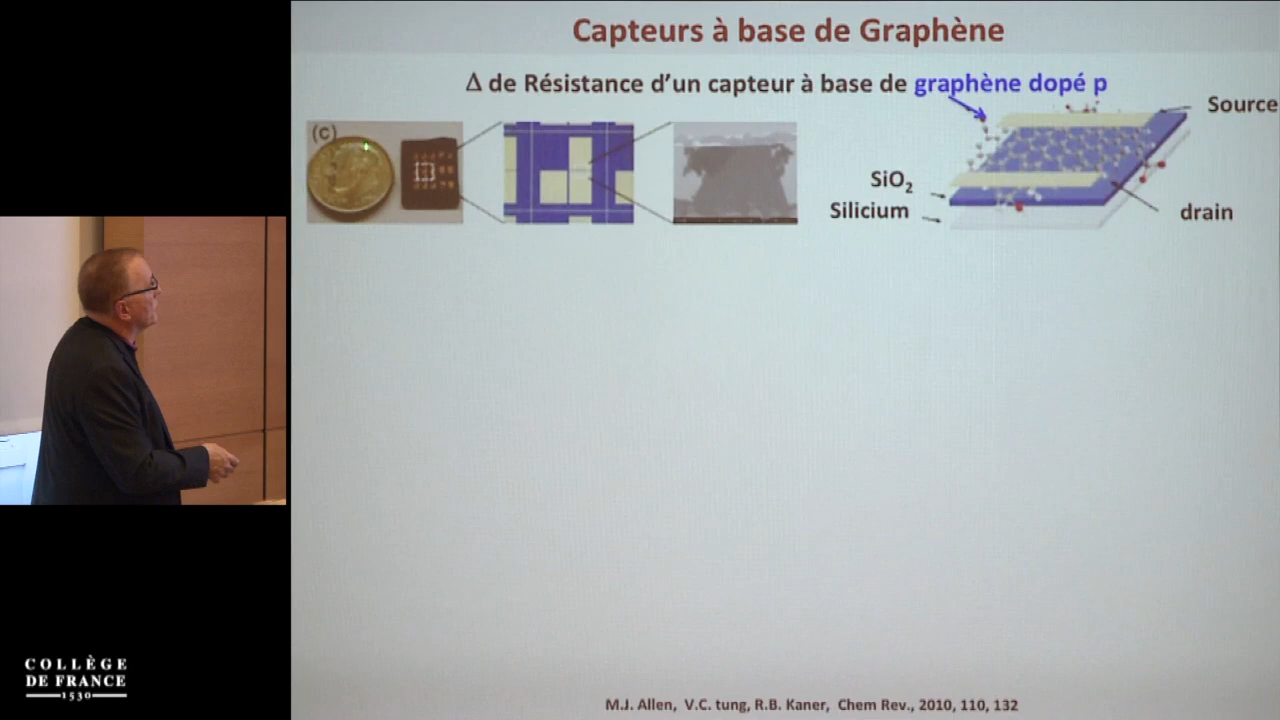 Capteurs à base de Graphène
Δ de Résistance d'un capteur à base de graphène dopé p
(c)
Source
SiO₂
Silicium
drain
M.J. Allen, V.C. tung, R.B. Kaner, Chem Rev., 2010, 110, 132
COLLÈGE
DE FRANCE
1530